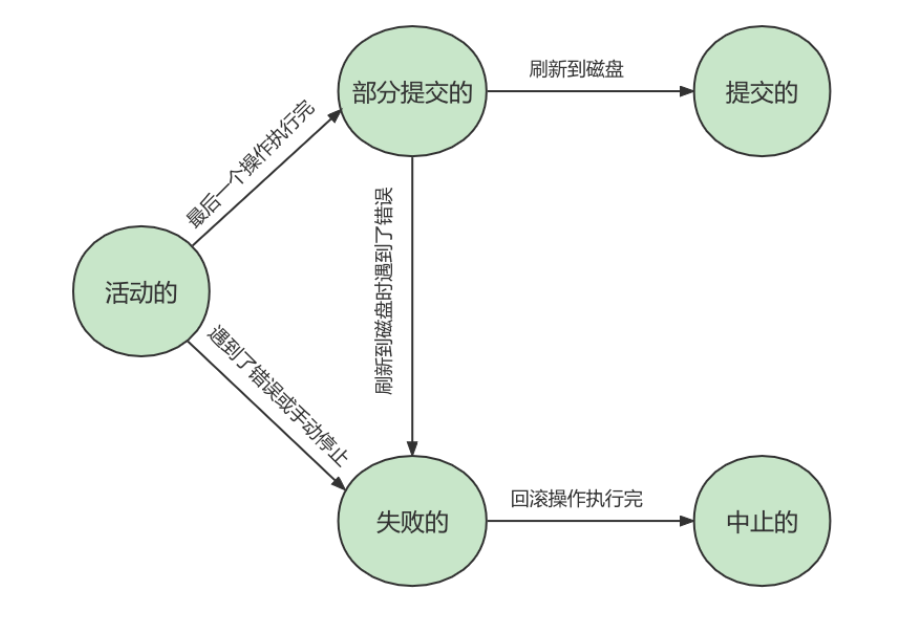 部分提交的
刷新到磁盘
提交的
最后一个操作执行完
刷新到磁盘时遇到了错误
活动的
遇到了错误或手动停止
失败的
回滚操作执行完
中止的